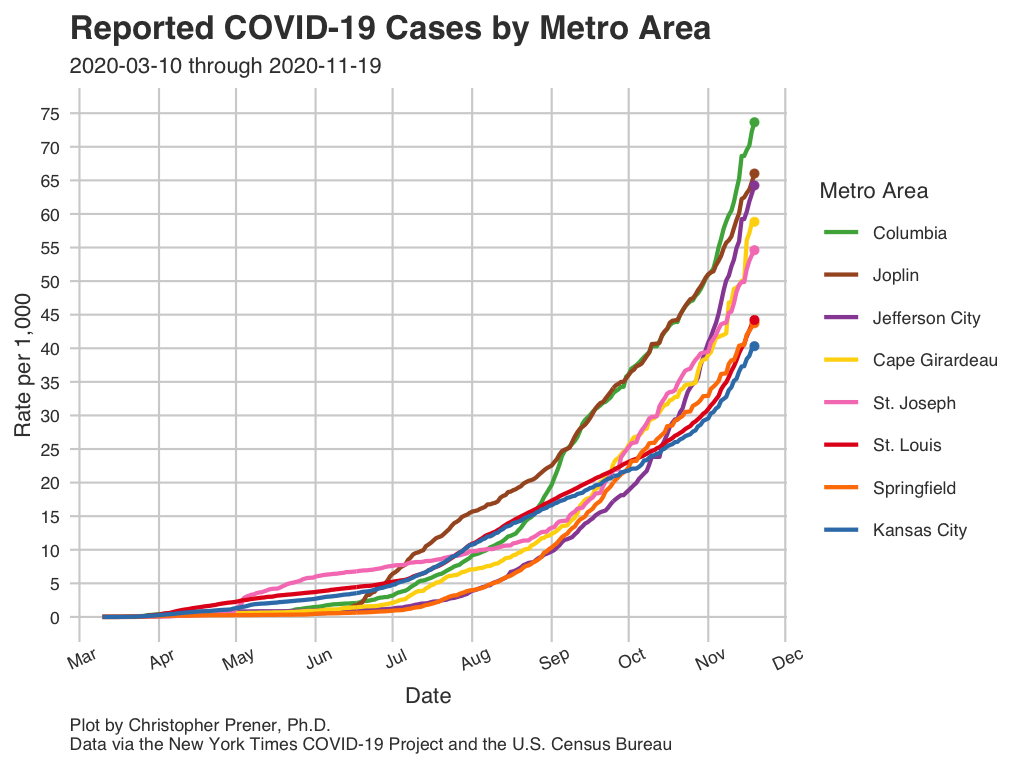 Reported COVID-19 Cases by Metro Area
2020-03-10 through 2020-11-19
75
70
65
60
55
50
45
40
35
30
25
20
15
10
5
0
Rate per 1,000
Mar
Apr
May
Jun
Jul
Aug
Sep
Oct
Nov
Dec
Date
Metro Area
Columbia
Joplin
Jefferson City
Cape Girardeau
St. Joseph
St. Louis
Springfield
Kansas City
Plot by Christopher Prener, Ph.D.
Data via the New York Times COVID-19 Project and the U.S. Census Bureau